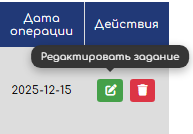 Дата
операции
Действия
Редактировать задание
2025-12-15